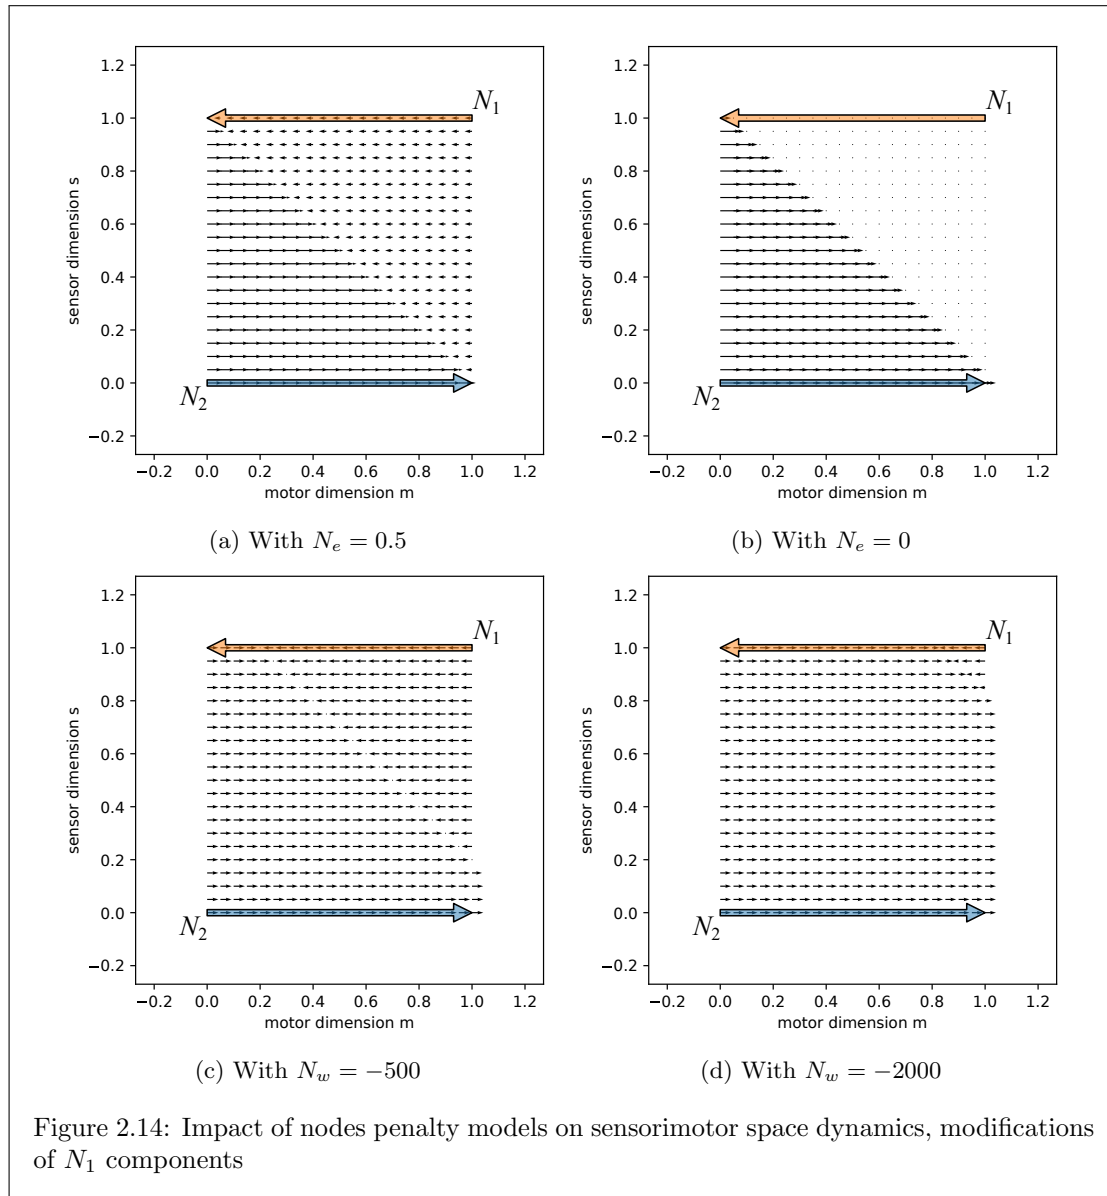 1.2
1.0
0.8
0.6
0.4
0.2
0.0
−0.2
sensor dimension s
N1
N2
−0.2 0.0 0.2 0.4 0.6 0.8 1.0 1.2
motor dimension m
(a) With Ne = 0.5
1.2
1.0
0.8
0.6
0.4
0.2
0.0
−0.2
sensor dimension s
N1
N2
−0.2 0.0 0.2 0.4 0.6 0.8 1.0 1.2
motor dimension m
(b) With Ne = 0
1.2
1.0
0.8
0.6
0.4
0.2
0.0
−0.2
sensor dimension s
N1
N2
−0.2 0.0 0.2 0.4 0.6 0.8 1.0 1.2
motor dimension m
(c) With Nw = −500
1.2
1.0
0.8
0.6
0.4
0.2
0.0
−0.2
sensor dimension s
N1
N2
−0.2 0.0 0.2 0.4 0.6 0.8 1.0 1.2
motor dimension m
(d) With Nw = −2000
Figure 2.14: Impact of nodes penalty models on sensorimotor space dynamics, modifications
of N1 components